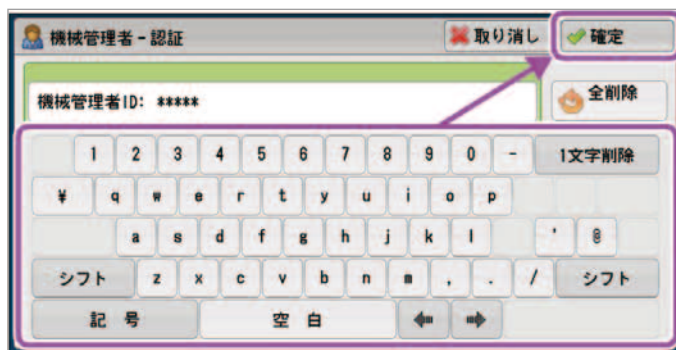 機械管理者 - 認証
取り消し
確定
機械管理者ID: *****
全削除
1 2 3 4 5 6 7 8 9 0 - 1文字削除
¥ q w e r t y u i o p
a s d f g h j k l ' @
シフト z x c v b n m , . / シフト
記 号 空 白